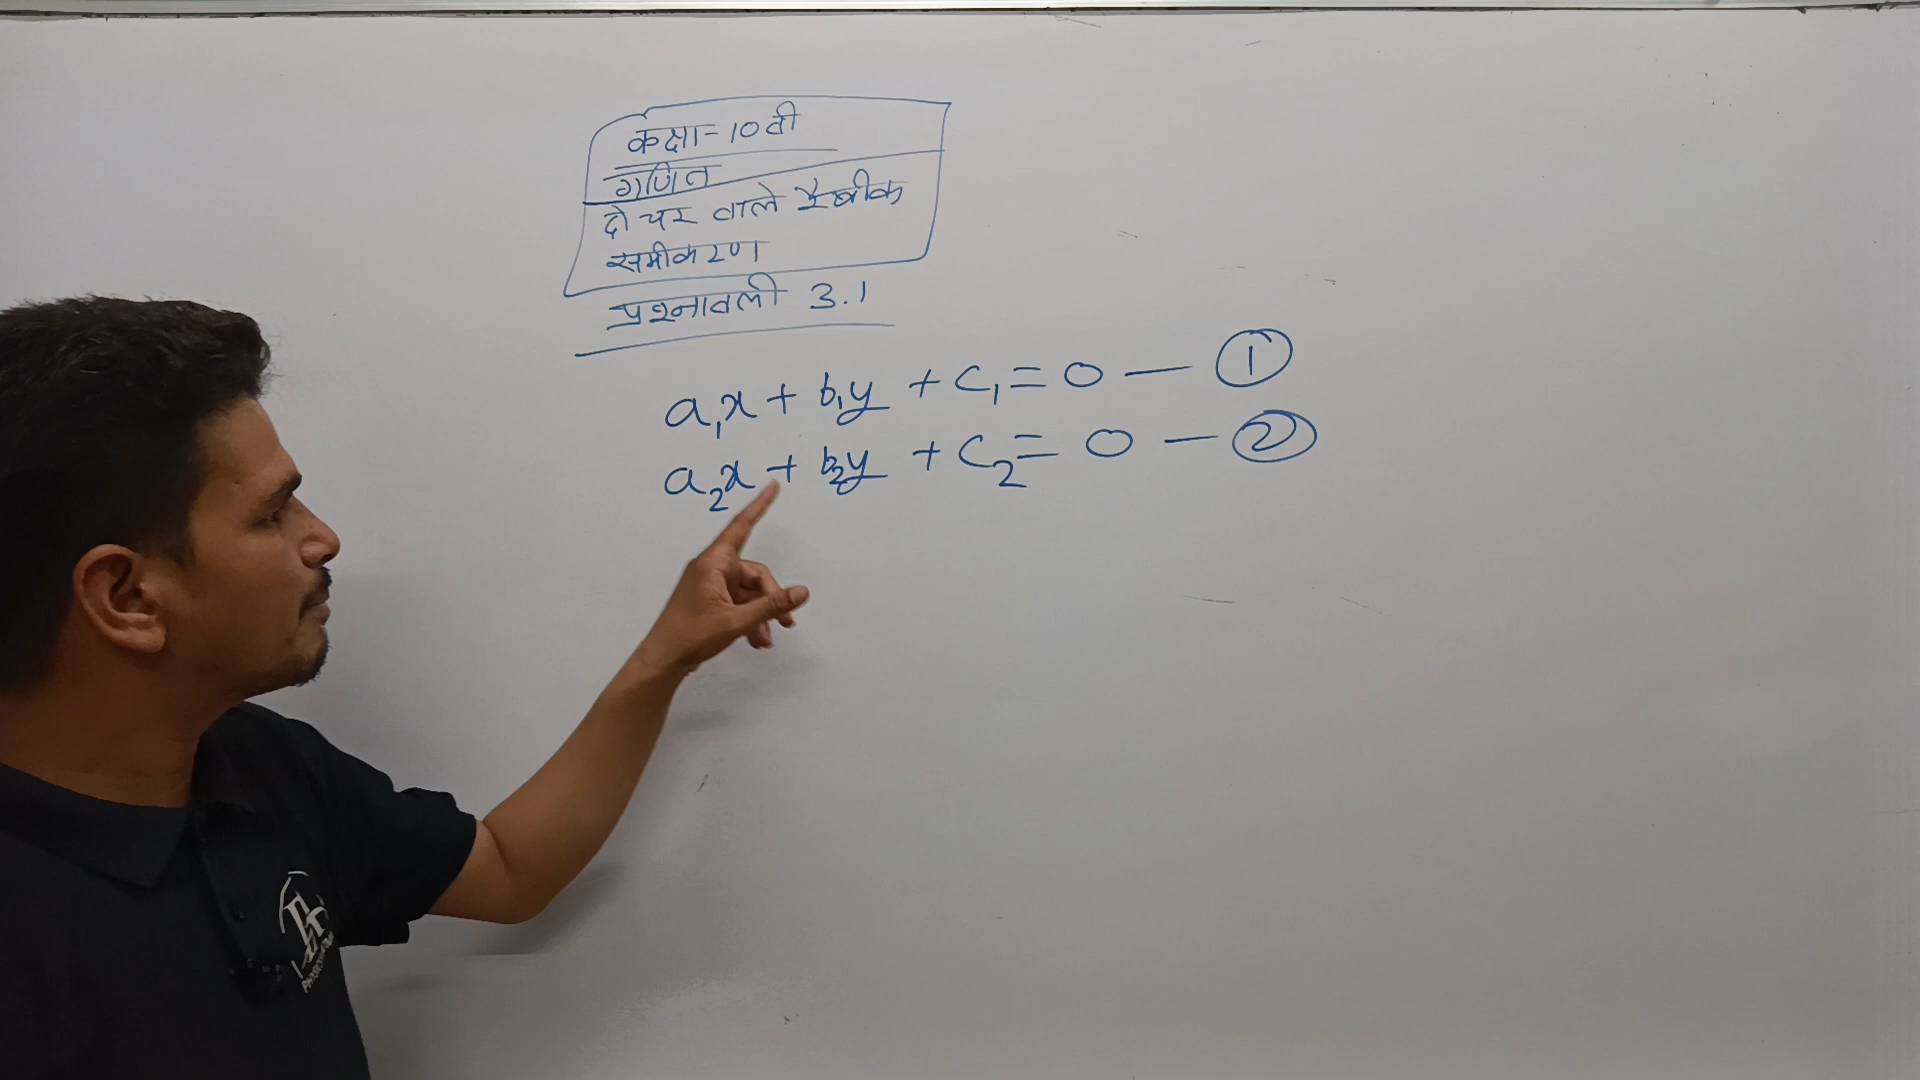 कक्षा-10वी
गणित
दो चर वाले रैखीक
समीकरण
प्रश्नावली 3.1
a₁x + b₁y + c₁ = 0 — ①
a₂x + b₂y + c₂ = 0 — ②